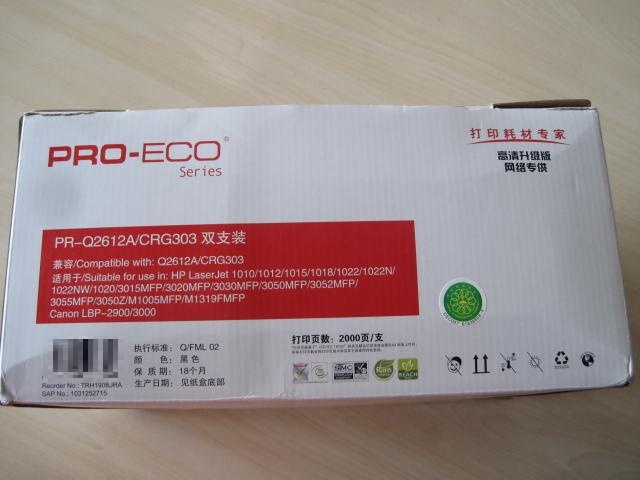 PRO-ECO®
Series
打印耗材专家
高清升级版
网络专供
PR-Q2612A/CRG303 双支装
兼容/Compatible with: Q2612A/CRG303
适用于/Suitable for use in: HP LaserJet 1010/1012/1015/1018/1022/1022N/
1022NW/1020/3015MFP/3020MFP/3030MFP/3050MFP/3052MFP/
3055MFP/3050Z/M1005MFP/M1319FMFP
Canon LBP-2900/3000
执行标准: Q/FML 02
颜 色: 黑色
保 质 期: 18个月
生产日期: 见纸盒底部
Reorder No.: TRH190BJRA
SAP No.: 1031252715
打印页数: 2000页/支
RoHS
REACH